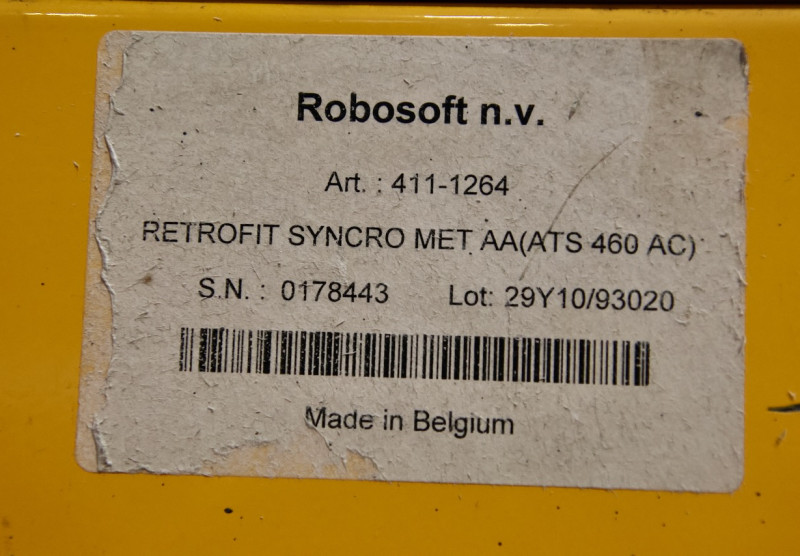 Robosoft n.v.
Art. : 411-1264
RETROFIT SYNCRO MET AA(ATS 460 AC)
S.N. : 0178443 Lot: 29Y10/93020
Made in Belgium